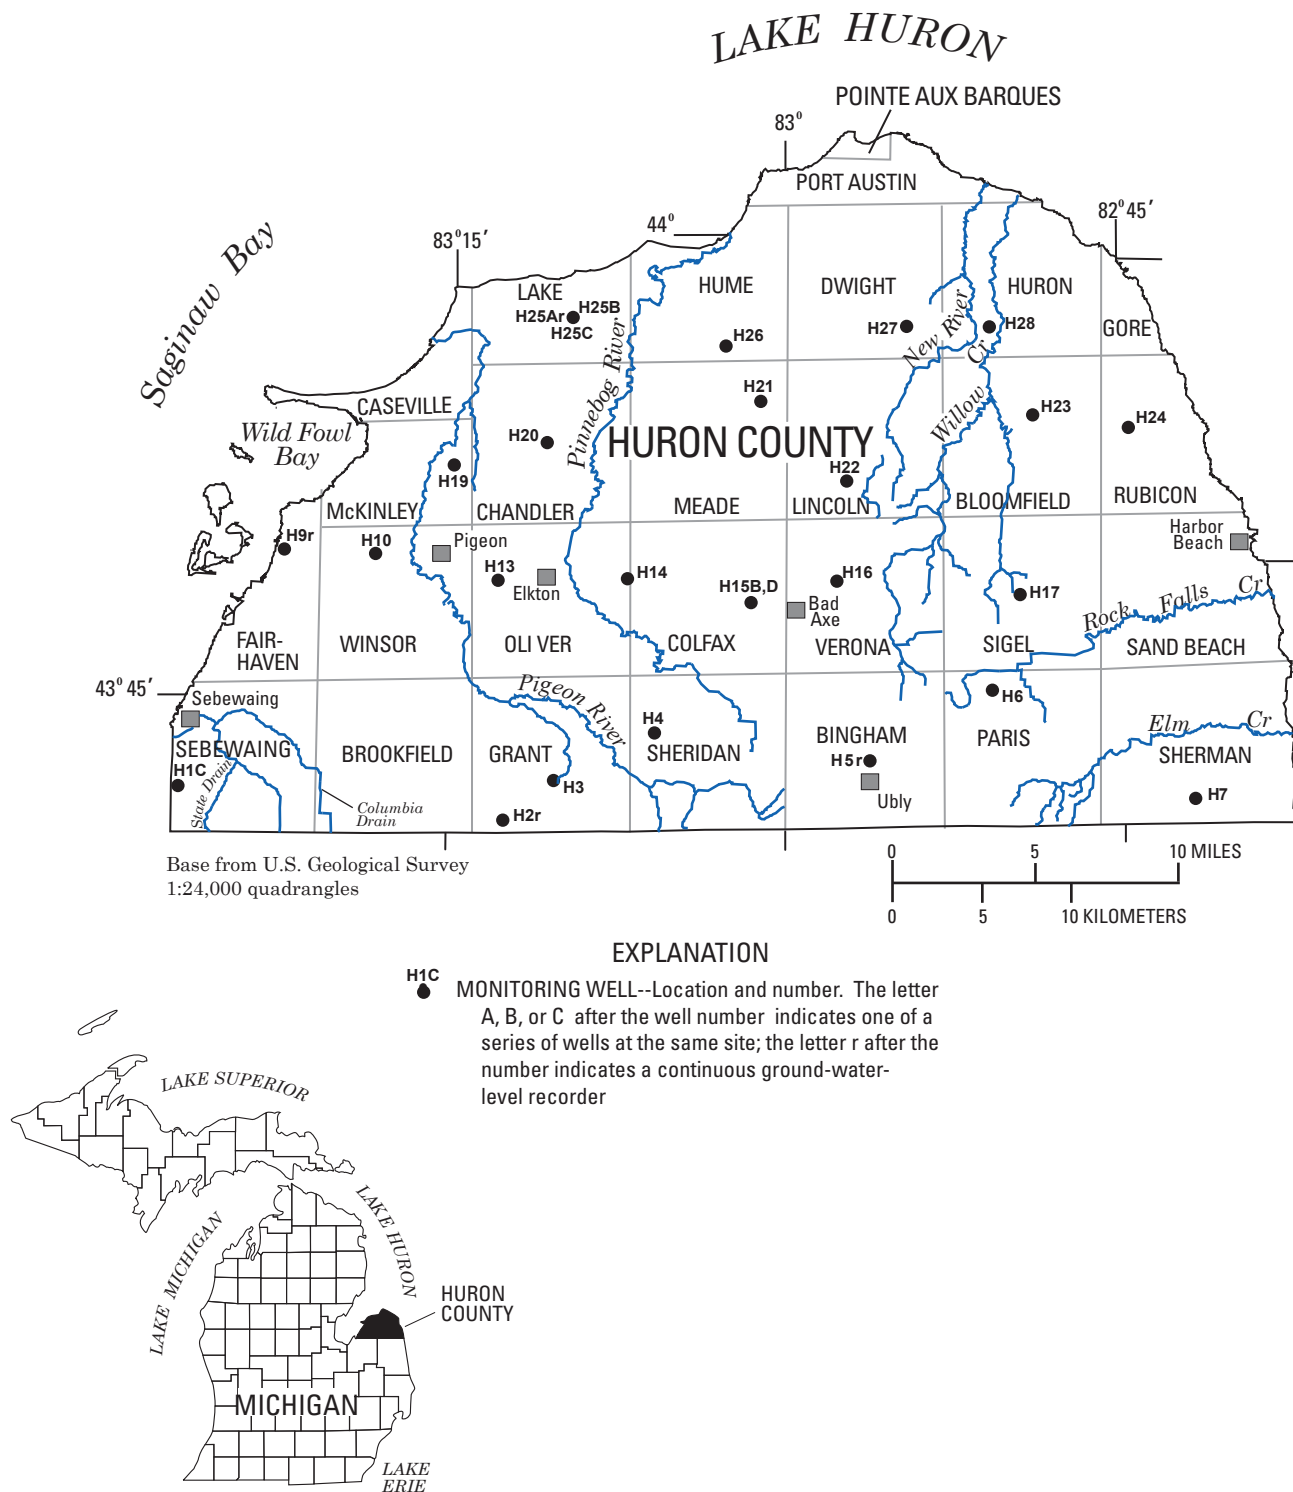 LAKE HURON
POINTE AUX BARQUES
83°
PORT AUSTIN
82°45′
44°
83°15′
Saginaw Bay
LAKE
HUME
DWIGHT
HURON
H25Ar
H25B
H25C
H26
H27
New River
H28
GORE
Pinnebog River
Cr
Willow
CASEVILLE
H21
H23
H24
Wild Fowl
Bay
H20
HURON COUNTY
H19
H22
McKINLEY
CHANDLER
MEADE
LINCOLN
BLOOMFIELD
RUBICON
H9r
H10
Pigeon
Harbor
Beach
H13
Elkton
H14
H15B,D
H16
Bad
Axe
H17
Rock Falls Cr
FAIR-
HAVEN
WINSOR
OLIVER
COLFAX
VERONA
SIGEL
SAND BEACH
43°45′
Sebewaing
Pigeon River
H6
H4
Elm Cr
SEBEWAING
BROOKFIELD
GRANT
SHERIDAN
BINGHAM
PARIS
SHERMAN
H1C
State Drain
H3
H5r
Ubly
H7
Columbia
Drain
H2r
Base from U.S. Geological Survey
1:24,000 quadrangles
0 5 10 MILES
0 5 10 KILOMETERS
EXPLANATION
H1C
MONITORING WELL--Location and number. The letter
A, B, or C after the well number indicates one of a
series of wells at the same site; the letter r after the
number indicates a continuous ground-water-
level recorder
LAKE SUPERIOR
LAKE MICHIGAN
LAKE HURON
HURON
COUNTY
MICHIGAN
LAKE
ERIE